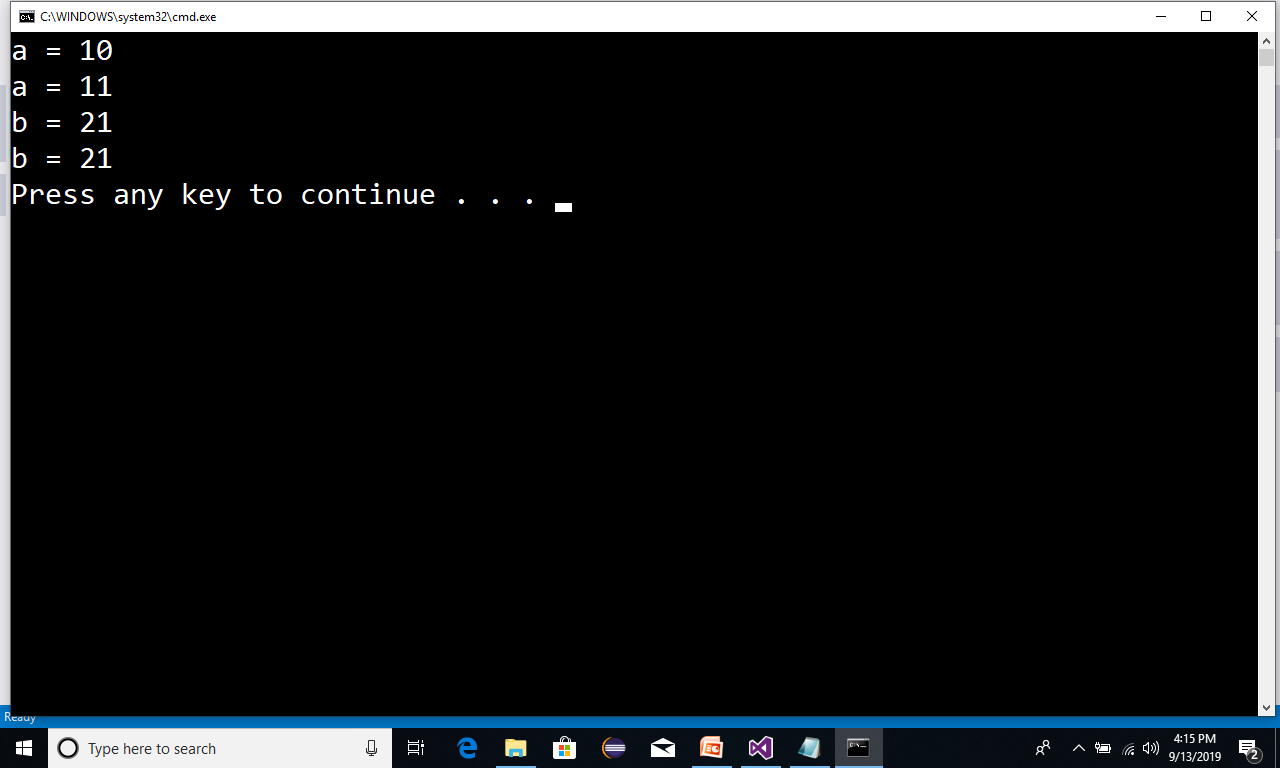 C:\WINDOWS\system32\cmd.exe
a = 10
a = 11
b = 21
b = 21
Press any key to continue . . .
Ready
Type here to search
4:15 PM
9/13/2019
2